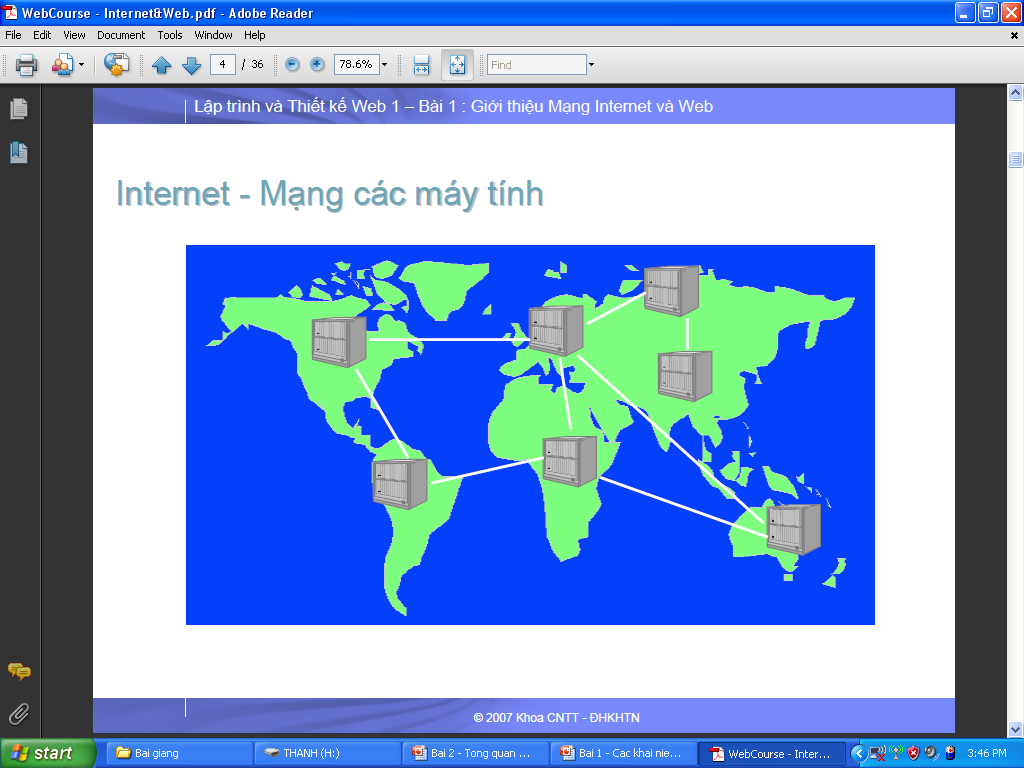 WebCourse - Internet&Web.pdf - Adobe Reader
File Edit View Document Tools Window Help
4 / 36 78.6% Find
Lập trình và Thiết kế Web 1 – Bài 1 : Giới thiệu Mạng Internet và Web
Internet - Mạng các máy tính
© 2007 Khoa CNTT - ĐHKHTN
start Bai giang THANH (H:) Bài 2 - Tong quan ... Bài 1 - Cac khai nie... WebCourse - Inter... 3:46 PM